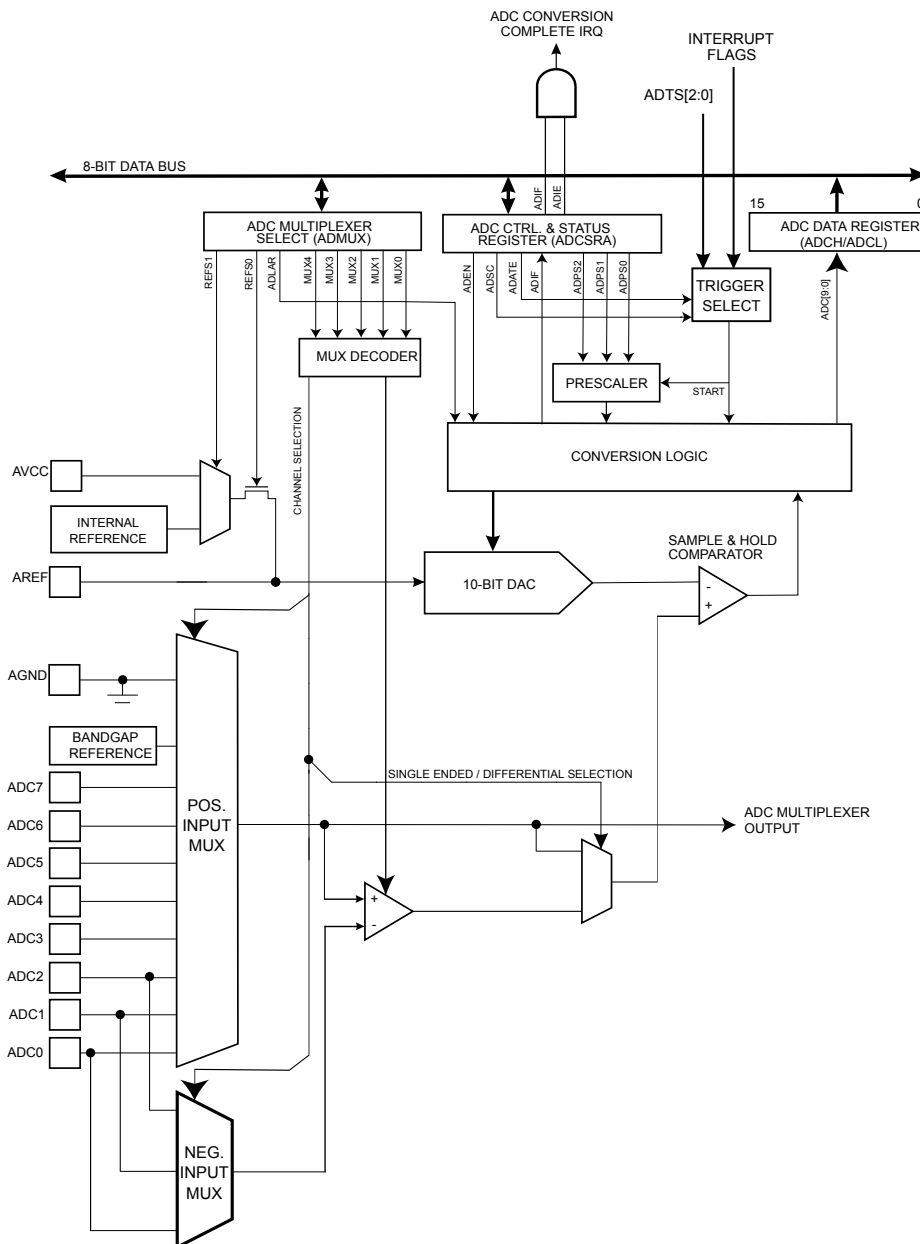 ADC CONVERSION
COMPLETE IRQ
INTERRUPT
FLAGS
ADTS[2:0]
8-BIT DATA BUS
ADIF
ADIE
15
0
ADC MULTIPLEXER
SELECT (ADMUX)
ADC CTRL. & STATUS
REGISTER (ADCSRA)
ADC DATA REGISTER
(ADCH/ADCL)
REFS1
REFS0
ADLAR
MUX4
MUX3
MUX2
MUX1
MUX0
ADEN
ADSC
ADATE
ADIF
ADPS2
ADPS1
ADPS0
TRIGGER
SELECT
ADC[9:0]
MUX DECODER
PRESCALER
START
CHANNEL SELECTION
CONVERSION LOGIC
AVCC
INTERNAL
REFERENCE
SAMPLE & HOLD
COMPARATOR
AREF
10-BIT DAC
-
+
AGND
BANDGAP
REFERENCE
ADC7
SINGLE ENDED / DIFFERENTIAL SELECTION
ADC6
POS.
INPUT
MUX
ADC MULTIPLEXER
OUTPUT
ADC5
ADC4
+
-
ADC3
ADC2
ADC1
ADC0
NEG.
INPUT
MUX